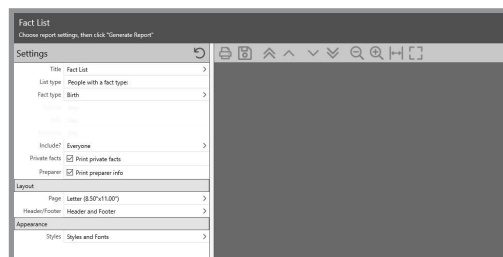 Fact List
Choose report settings, then click "Generate Report"
Settings
Title Fact List
List type People with a fact type:
Fact type Birth
Include? Everyone
Private facts Print private facts
Preparer Print preparer info
Layout
Page Letter (8.50"x11.00")
Header/Footer Header and Footer
Appearance
Styles Styles and Fonts